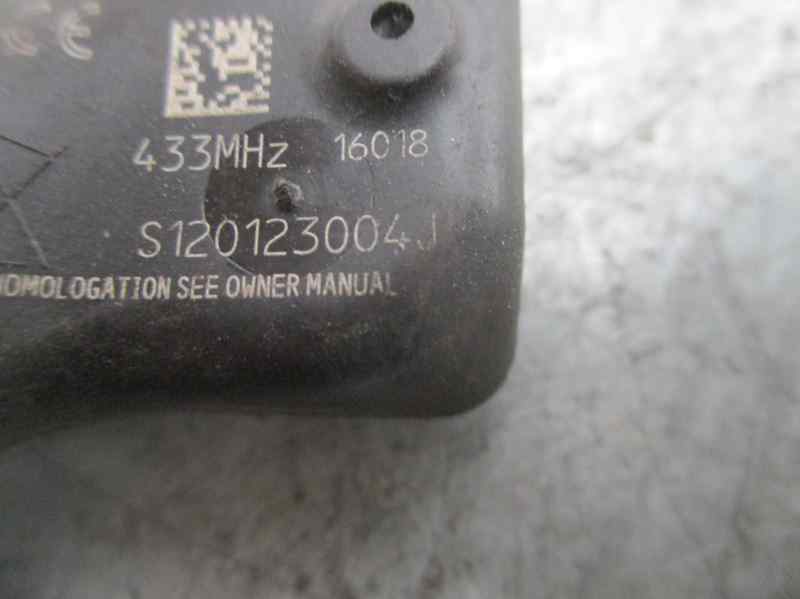 433MHz 16018
S120123004J
HOMOLOGATION SEE OWNER MANUAL